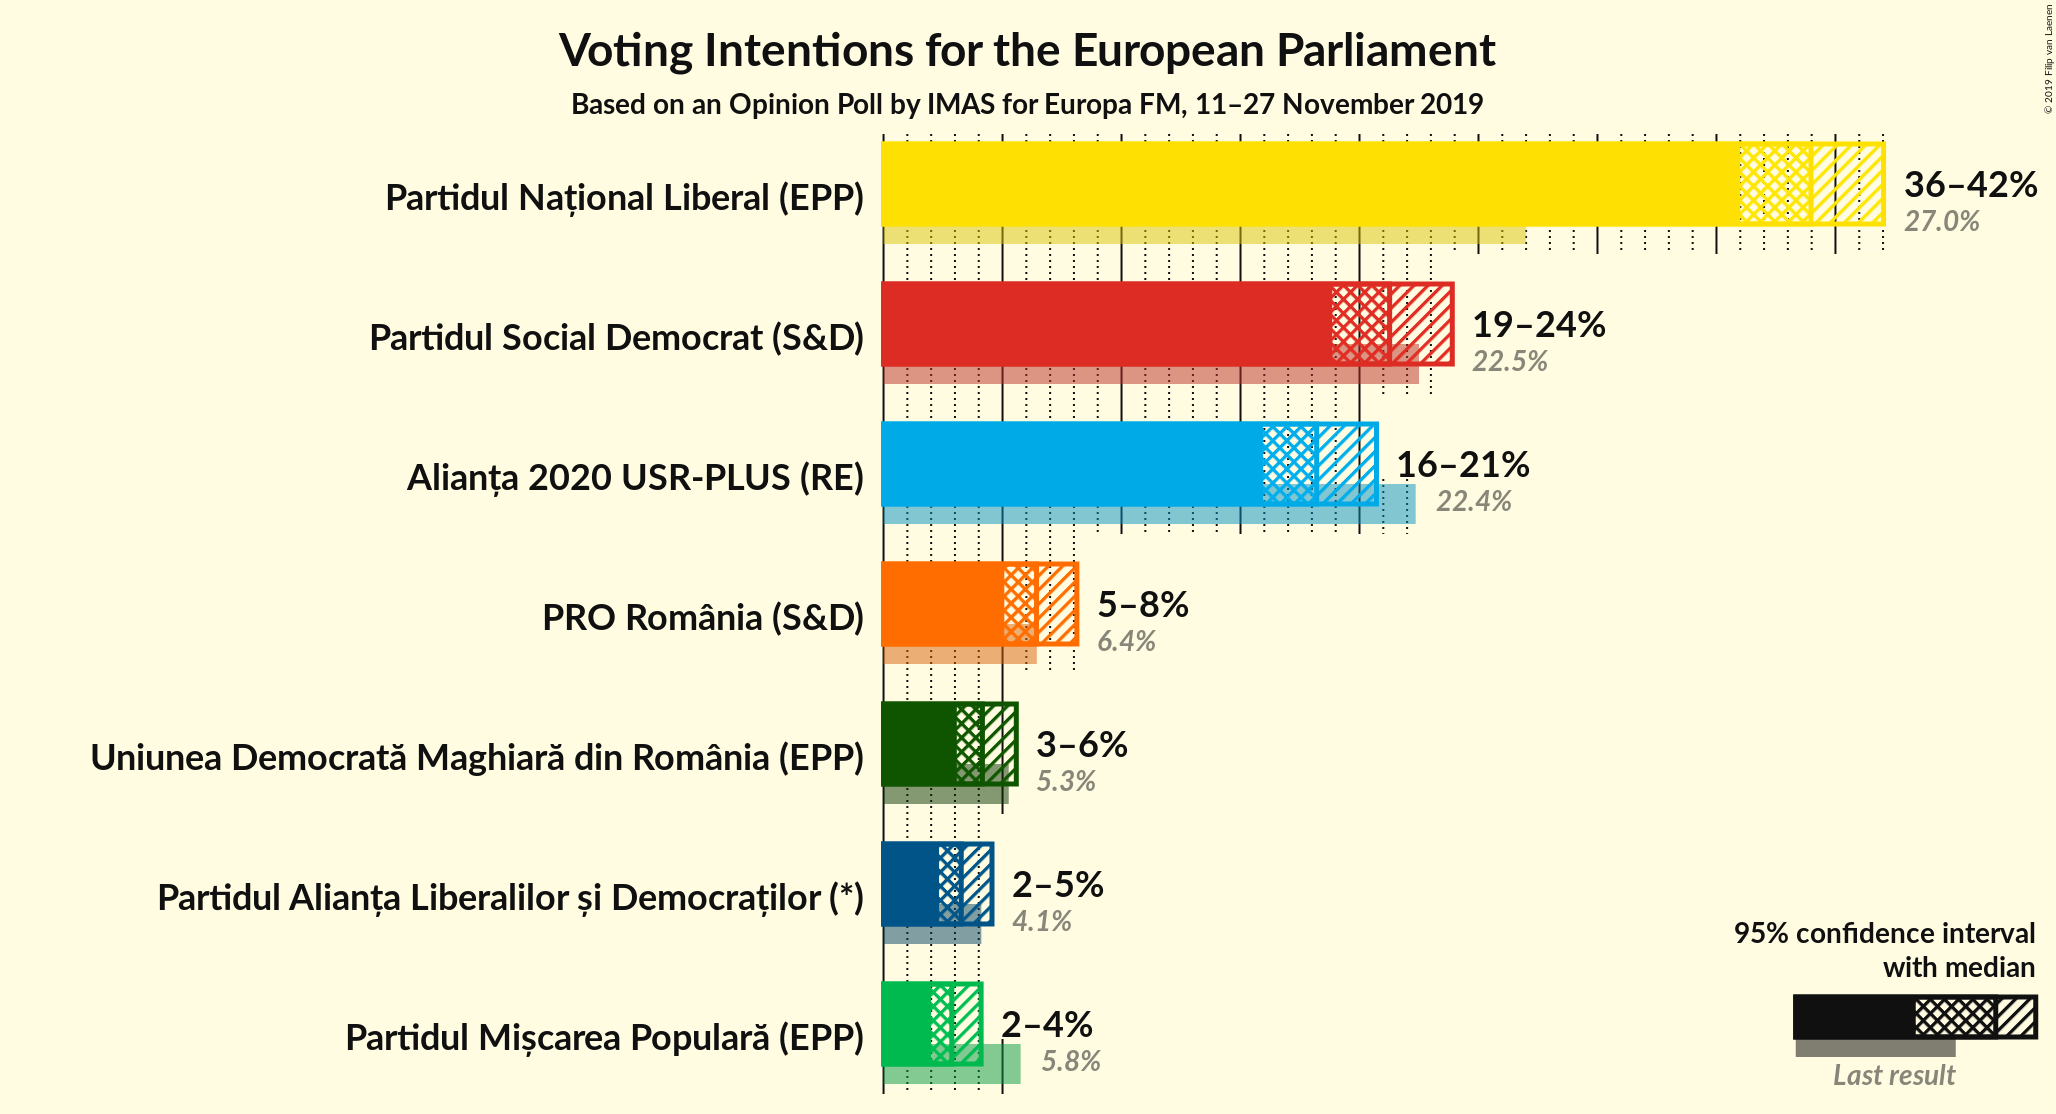 Voting Intentions for the European Parliament
Based on an Opinion Poll by IMAS for Europa FM, 11–27 November 2019
© 2019 Filip van Laenen
Partidul Național Liberal (EPP)
36–42%
27.0%
Partidul Social Democrat (S&D)
19–24%
22.5%
Alianța 2020 USR-PLUS (RE)
16–21%
22.4%
PRO România (S&D)
5–8%
6.4%
Uniunea Democrată Maghiară din România (EPP)
3–6%
5.3%
Partidul Alianța Liberalilor și Democraților (*)
2–5%
4.1%
Partidul Mișcarea Populară (EPP)
2–4%
5.8%
95% confidence interval
with median
Last result